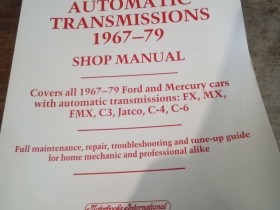 AUTOMATIC
TRANSMISSIONS
1967–79
SHOP MANUAL
Covers all 1967–79 Ford and Mercury cars
with automatic transmissions: FX, MX,
FMX, C3, Jatco, C-4, C-6
Full maintenance, repair, troubleshooting and tune-up guide
for home mechanic and professional alike
Motorbooks International